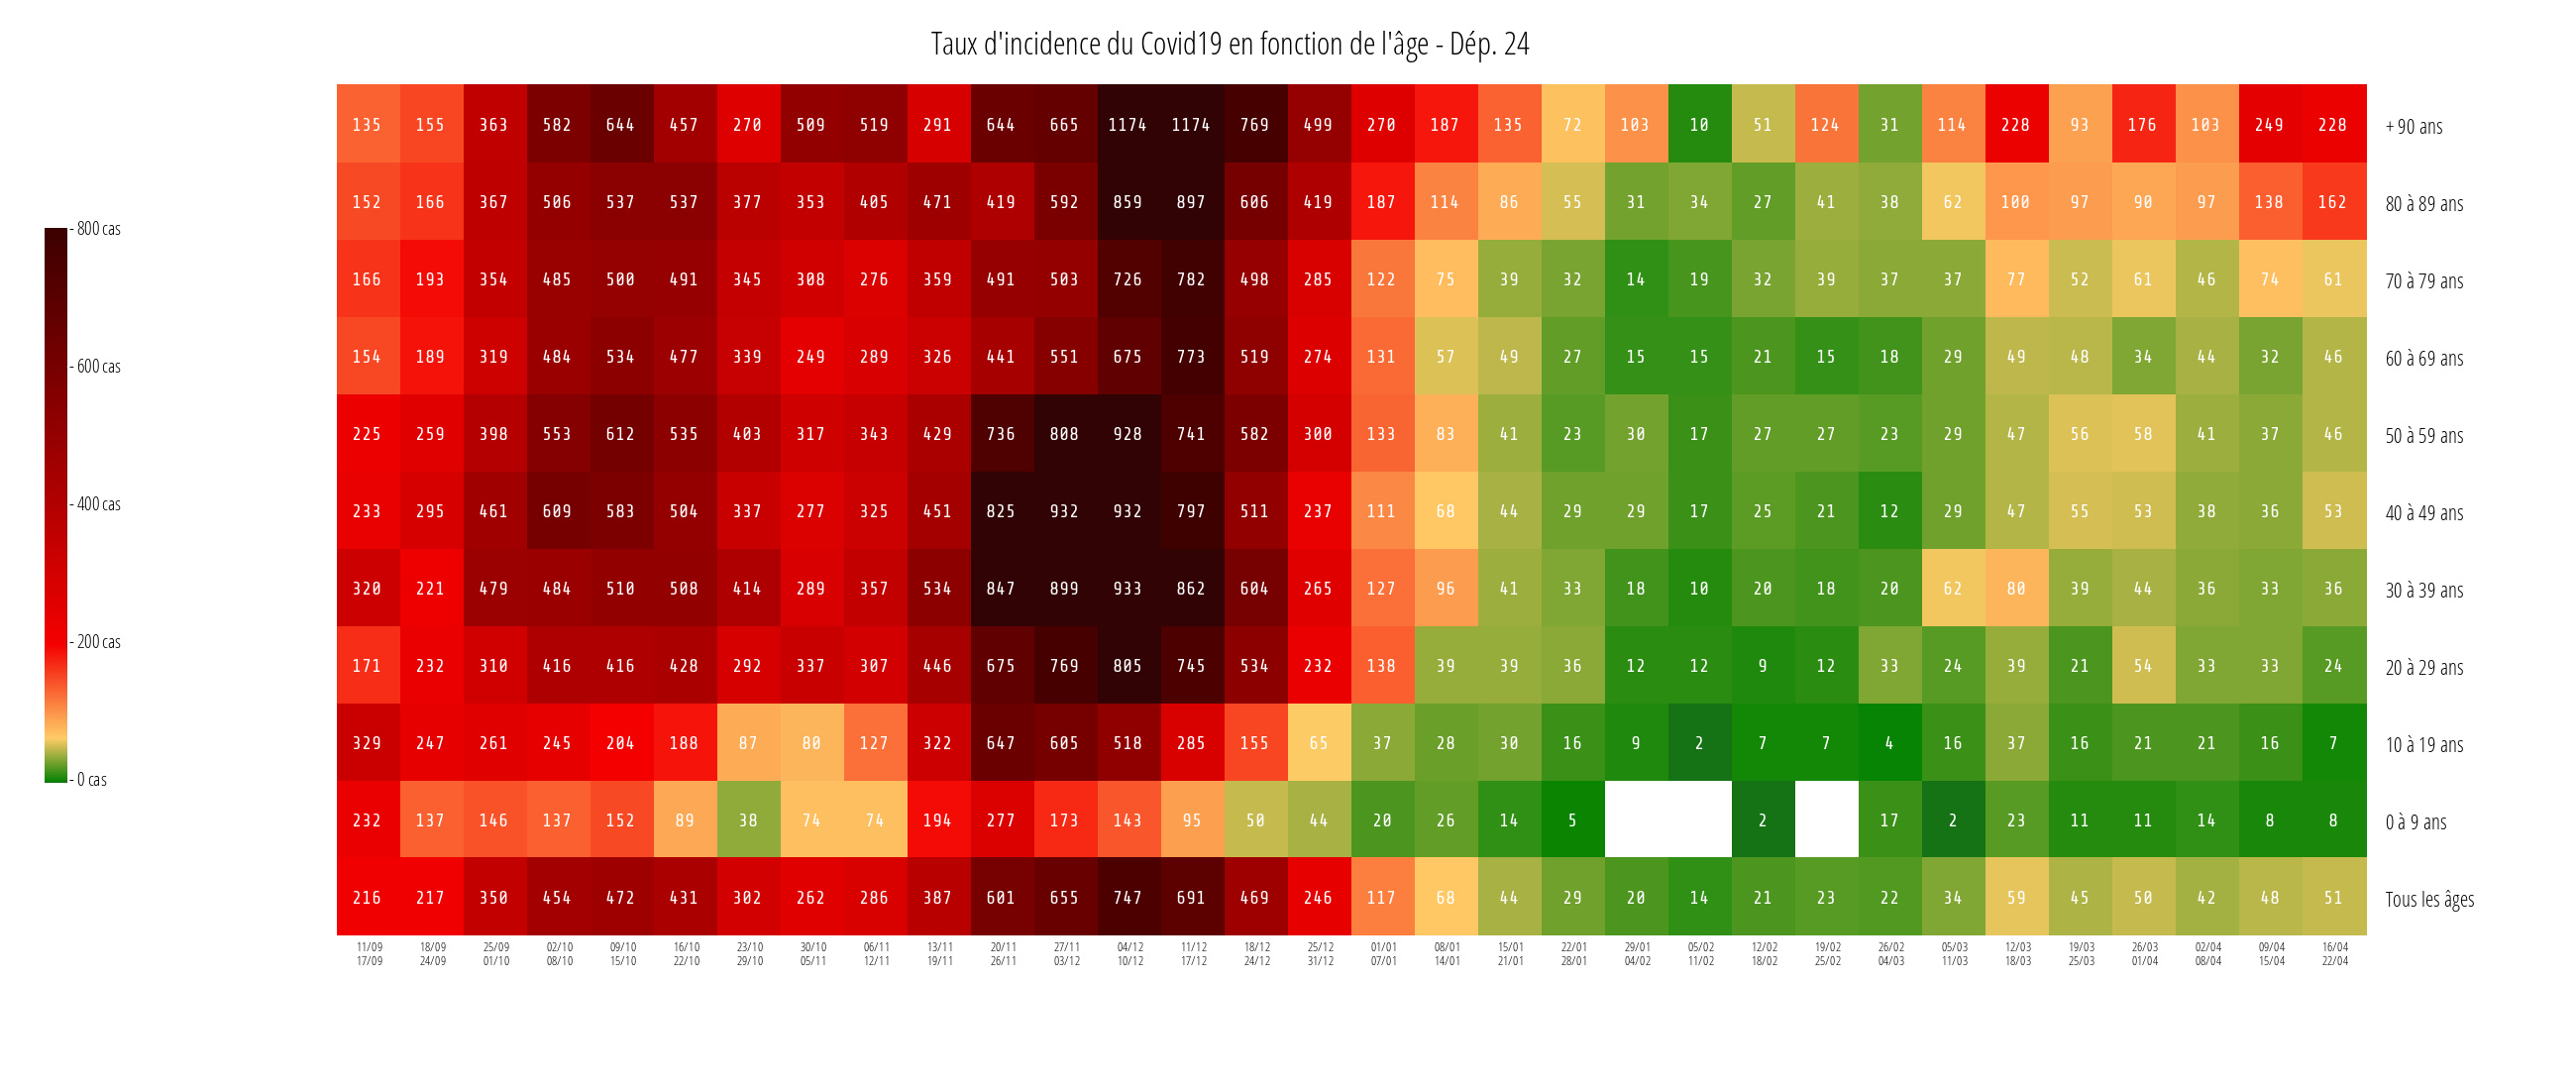 Taux d'incidence du Covid19 en fonction de l'âge - Dép. 24
- 800 cas
- 600 cas
- 400 cas
- 200 cas
- 0 cas
135 155 363 582 644 457 270 509 519 291 644 665 1174 1174 769 499 270 187 135 72 103 10 51 124 31 114 228 93 176 103 249 228 + 90 ans
152 166 367 506 537 537 377 353 405 471 419 592 859 897 606 419 187 114 86 55 31 34 27 41 38 62 100 97 90 97 138 162 80 à 89 ans
166 193 354 485 500 491 345 308 276 359 491 503 726 782 498 285 122 75 39 32 14 19 32 39 37 37 77 52 61 46 74 61 70 à 79 ans
154 189 319 484 534 477 339 249 289 326 441 551 675 773 519 274 131 57 49 27 15 15 21 15 18 29 49 48 34 44 32 46 60 à 69 ans
225 259 398 553 612 535 403 317 343 429 736 808 928 741 582 300 133 83 41 23 30 17 27 27 23 29 47 56 58 41 37 46 50 à 59 ans
233 295 461 609 583 504 337 277 325 451 825 932 932 797 511 237 111 68 44 29 29 17 25 21 12 29 47 55 53 38 36 53 40 à 49 ans
320 221 479 484 510 508 414 289 357 534 847 899 933 862 604 265 127 96 41 33 18 10 20 18 20 62 80 39 44 36 33 36 30 à 39 ans
171 232 310 416 416 428 292 337 307 446 675 769 805 745 534 232 138 39 39 36 12 12 9 12 33 24 39 21 54 33 33 24 20 à 29 ans
329 247 261 245 204 188 87 80 127 322 647 605 518 285 155 65 37 28 30 16 9 2 7 7 4 16 37 16 21 21 16 7 10 à 19 ans
232 137 146 137 152 89 38 74 74 194 277 173 143 95 50 44 20 26 14 5 2 17 2 23 11 11 14 8 8 0 à 9 ans
216 217 350 454 472 431 302 262 286 387 601 655 747 691 469 246 117 68 44 29 20 14 21 23 22 34 59 45 50 42 48 51 Tous les âges
11/09 18/09 25/09 02/10 09/10 16/10 23/10 30/10 06/11 13/11 20/11 27/11 04/12 11/12 18/12 25/12 01/01 08/01 15/01 22/01 29/01 05/02 12/02 19/02 26/02 05/03 12/03 19/03 26/03 02/04 09/04 16/04
17/09 24/09 01/10 08/10 15/10 22/10 29/10 05/11 12/11 19/11 26/11 03/12 10/12 17/12 24/12 31/12 07/01 14/01 21/01 28/01 04/02 11/02 18/02 25/02 04/03 11/03 18/03 25/03 01/04 08/04 15/04 22/04